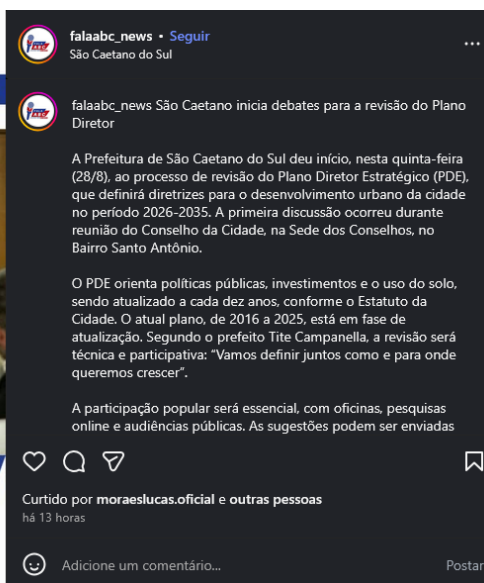 falaabc_news • Seguir
São Caetano do Sul
falaabc_news São Caetano inicia debates para a revisão do Plano
Diretor
A Prefeitura de São Caetano do Sul deu início, nesta quinta-feira
(28/8), ao processo de revisão do Plano Diretor Estratégico (PDE),
que definirá diretrizes para o desenvolvimento urbano da cidade
no período 2026-2035. A primeira discussão ocorreu durante
reunião do Conselho da Cidade, na Sede dos Conselhos, no
Bairro Santo Antônio.
O PDE orienta políticas públicas, investimentos e o uso do solo,
sendo atualizado a cada dez anos, conforme o Estatuto da
Cidade. O atual plano, de 2016 a 2025, está em fase de
atualização. Segundo o prefeito Tite Campanella, a revisão será
técnica e participativa: “Vamos definir juntos como e para onde
queremos crescer”.
A participação popular será essencial, com oficinas, pesquisas
online e audiências públicas. As sugestões podem ser enviadas
Curtido por moraeslucas.oficial e outras pessoas
há 13 horas
Adicione um comentário...
Postar